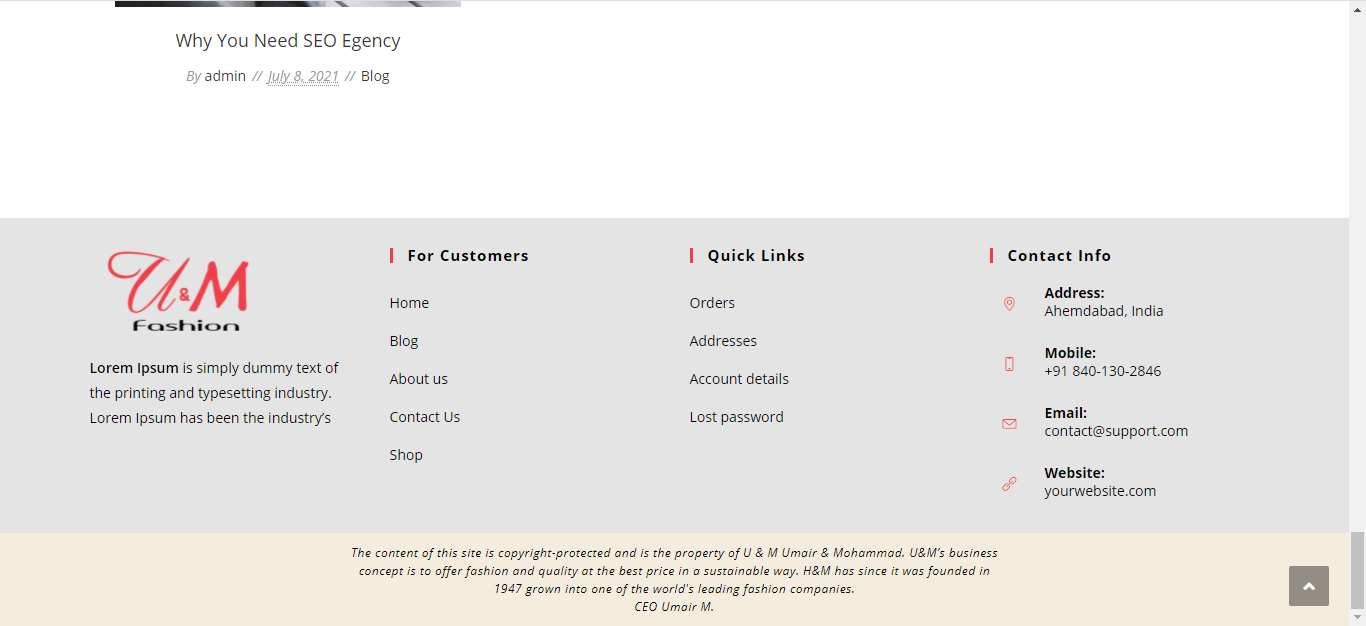 Why You Need SEO Egency
By admin // July 8, 2021 // Blog
U&M
Fashion
Lorem Ipsum is simply dummy text of
the printing and typesetting industry.
Lorem Ipsum has been the industry’s
For Customers
Home
Blog
About us
Contact Us
Shop
Quick Links
Orders
Addresses
Account details
Lost password
Contact Info
Address:
Ahemdabad, India
Mobile:
+91 840-130-2846
Email:
contact@support.com
Website:
yourwebsite.com
The content of this site is copyright-protected and is the property of U & M Umair & Mohammad. U&M’s business
concept is to offer fashion and quality at the best price in a sustainable way. H&M has since it was founded in
1947 grown into one of the world's leading fashion companies.
CEO Umair M.